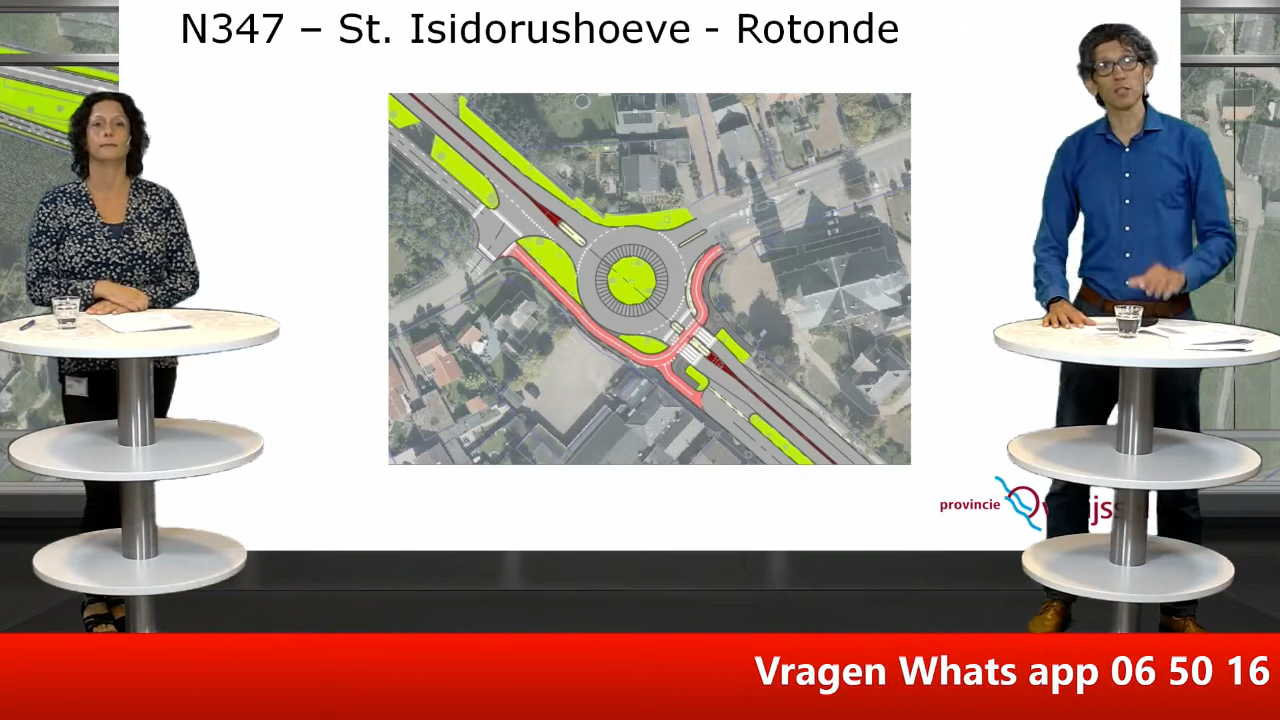 N347 – St. Isidorushoeve - Rotonde
provincie
Vragen Whats app 06 50 16